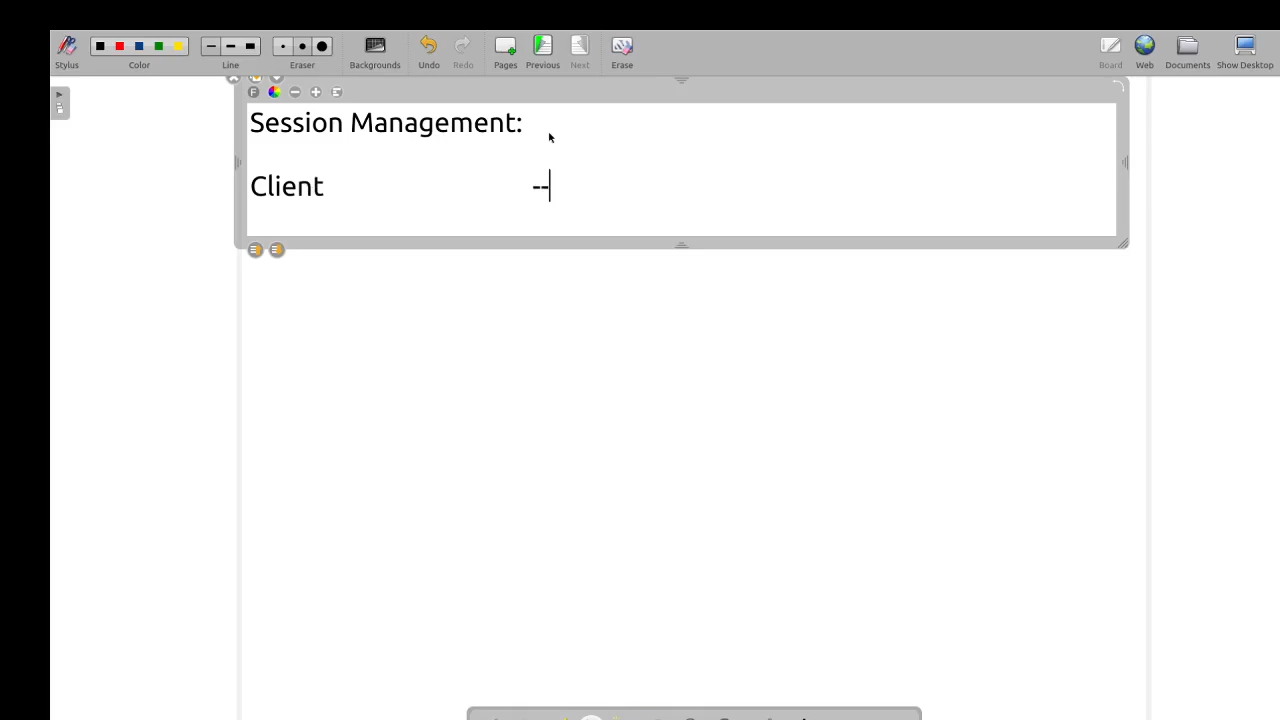 Stylus Color Line Eraser Backgrounds Undo Redo Pages Previous Next Erase Board Web Documents Show Desktop
F
Session Management:
Client --